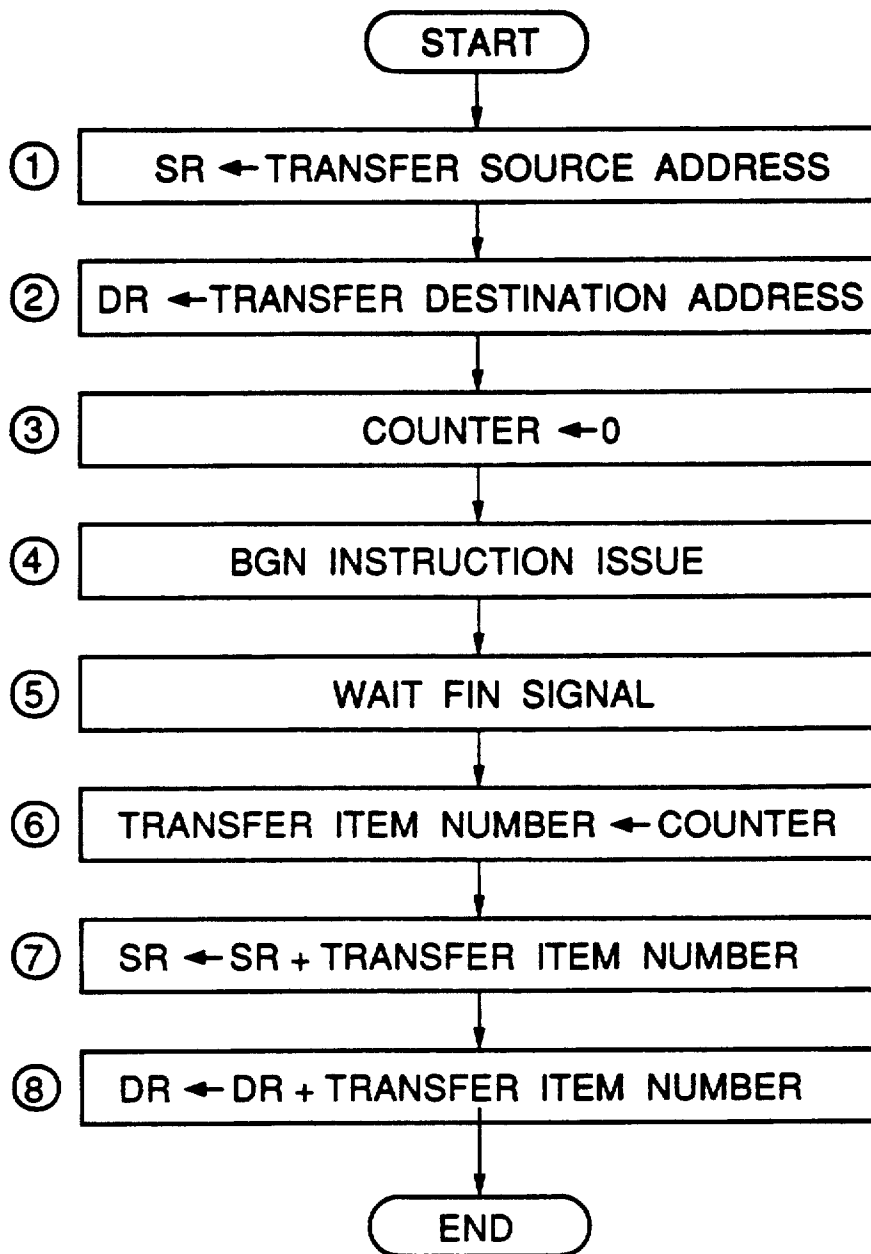 START
① SR ← TRANSFER SOURCE ADDRESS
② DR ← TRANSFER DESTINATION ADDRESS
③ COUNTER ← 0
④ BGN INSTRUCTION ISSUE
⑤ WAIT FIN SIGNAL
⑥ TRANSFER ITEM NUMBER ← COUNTER
⑦ SR ← SR + TRANSFER ITEM NUMBER
⑧ DR ← DR + TRANSFER ITEM NUMBER
END